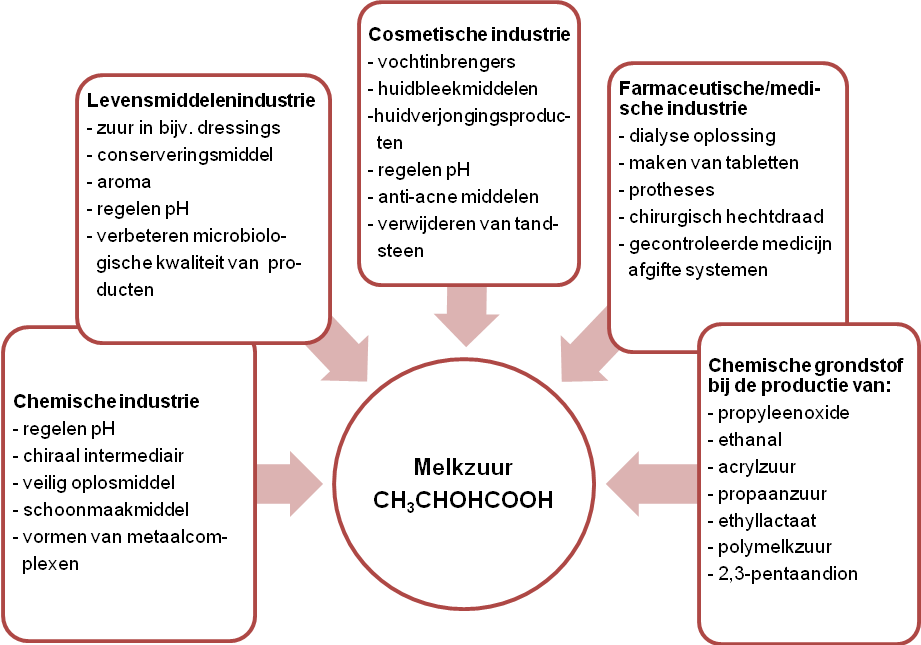 Cosmetische industrie
- vochtinbrengers
- huidbleekmiddelen
-huidverjongingsproduc-
ten
- regelen pH
- anti-acne middelen
- verwijderen van tand-
steen
Levensmiddelenindustrie
- zuur in bijv. dressings
- conserveringsmiddel
- aroma
- regelen pH
- verbeteren microbiolo-
gische kwaliteit van pro-
ducten
Farmaceutische/medi-
sche industrie
- dialyse oplossing
- maken van tabletten
- protheses
- chirurgisch hechtdraad
- gecontroleerde medicijn
afgifte systemen
Chemische industrie
- regelen pH
- chiraal intermediair
- veilig oplosmiddel
- schoonmaakmiddel
- vormen van metaalcom-
plexen
Melkzuur
CH₃CHOHCOOH
Chemische grondstof
bij de productie van:
- propyleenoxide
- ethanal
- acrylzuur
- propaanzuur
- ethyllactaat
- polymelkzuur
- 2,3-pentaandion